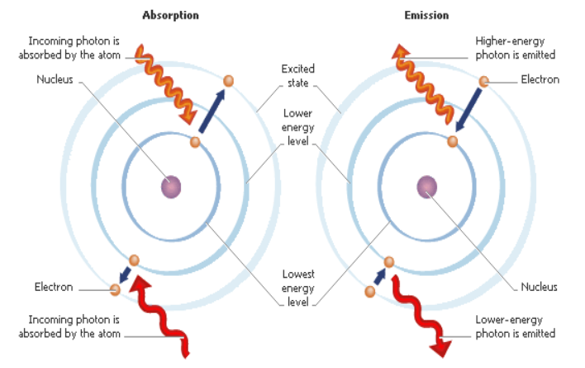 Absorption
Incoming photon is
absorbed by the atom
Nucleus
Electron
Incoming photon is
absorbed by the atom
Excited
state
Lower
energy
level
Lowest
energy
level
Emission
Higher-energy
photon is emitted
Electron
Nucleus
Lower-energy
photon is emitted